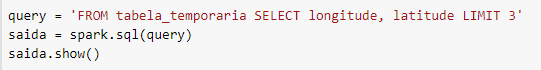 query = 'FROM tabela_temporaria SELECT longitude, latitude LIMIT 3'
saida = spark.sql(query)
saida.show()